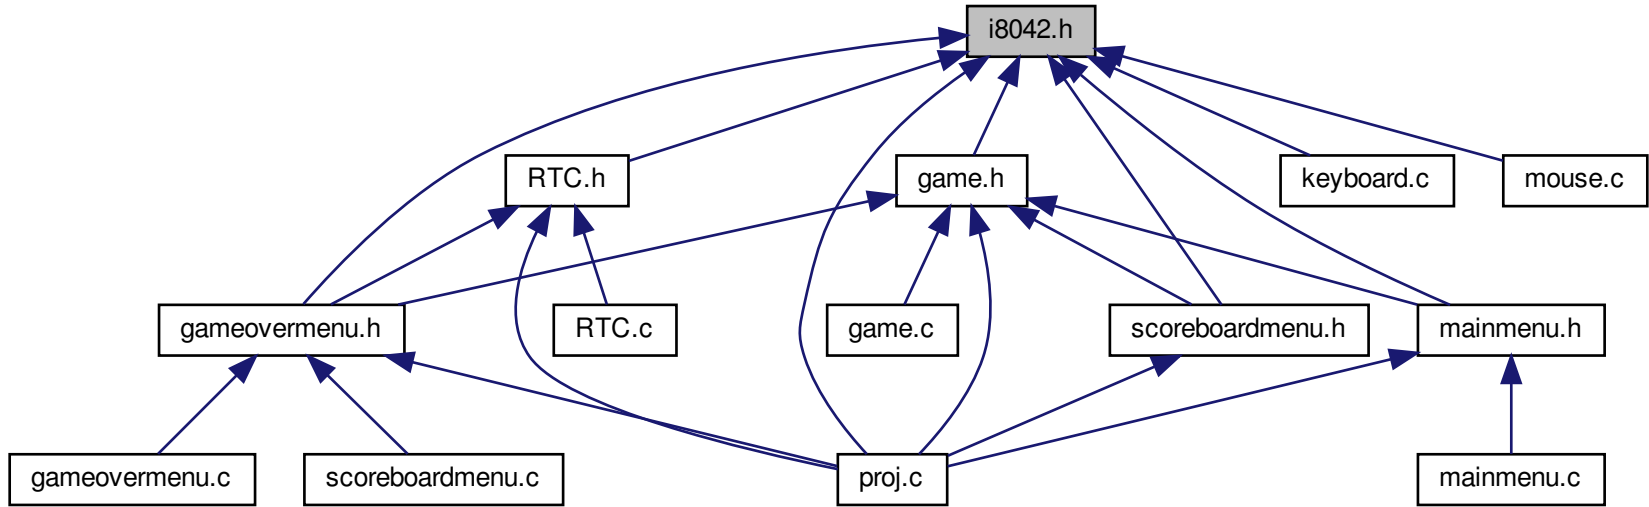 i8042.h
RTC.h
game.h
keyboard.c
mouse.c
gameovermenu.h
RTC.c
game.c
scoreboardmenu.h
mainmenu.h
gameovermenu.c
scoreboardmenu.c
proj.c
mainmenu.c